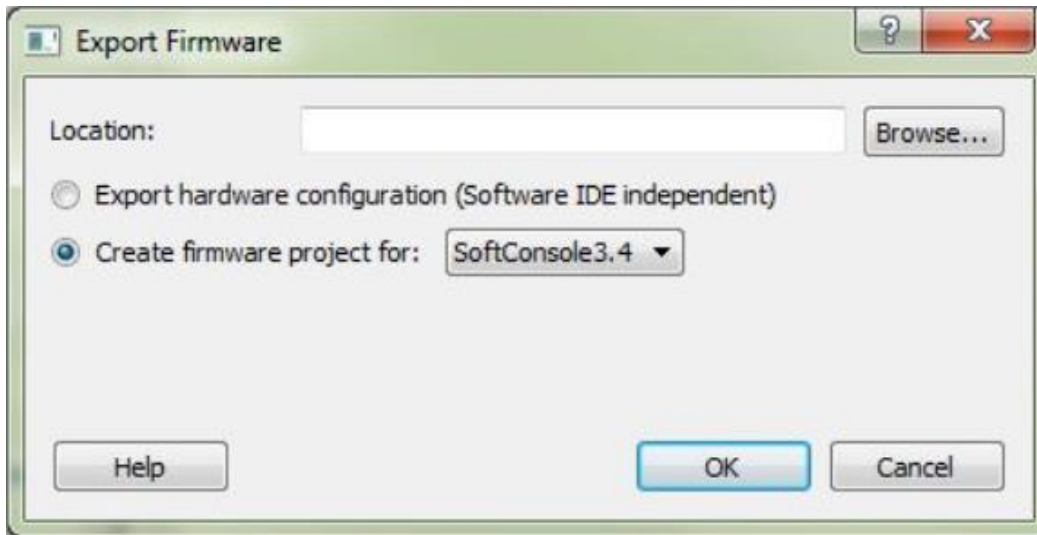 Export Firmware
Location:
Browse...
Export hardware configuration (Software IDE independent)
Create firmware project for: SoftConsole3.4
Help
OK
Cancel